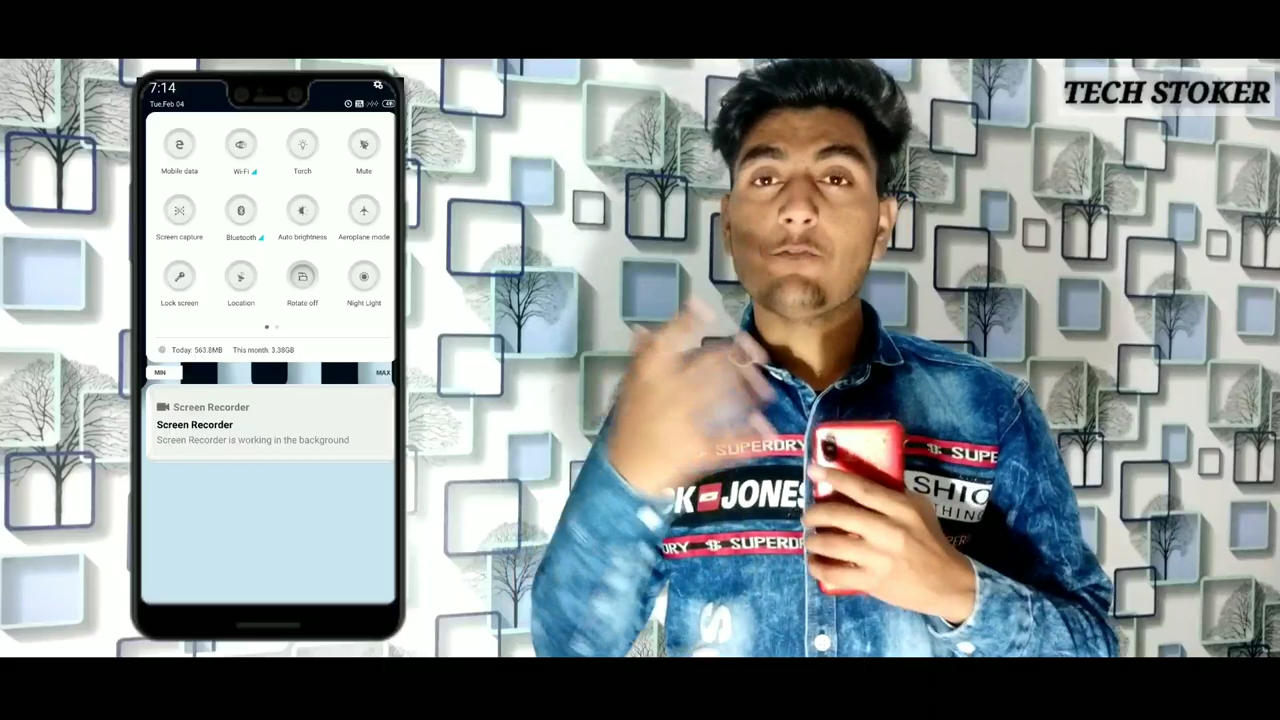 TECH STOKER
7:14
Tue,Feb 04
Mobile data
Wi-Fi
Torch
Mute
Screen capture
Bluetooth
Auto brightness
Aeroplane mode
Lock screen
Location
Rotate off
Night Light
Today: 563.8MB This month: 3.38GB
MIN
MAX
Screen Recorder
Screen Recorder
Screen Recorder is working in the background
SUPERDRY
SUPE
JONES
SHIO
THING
SUPERD